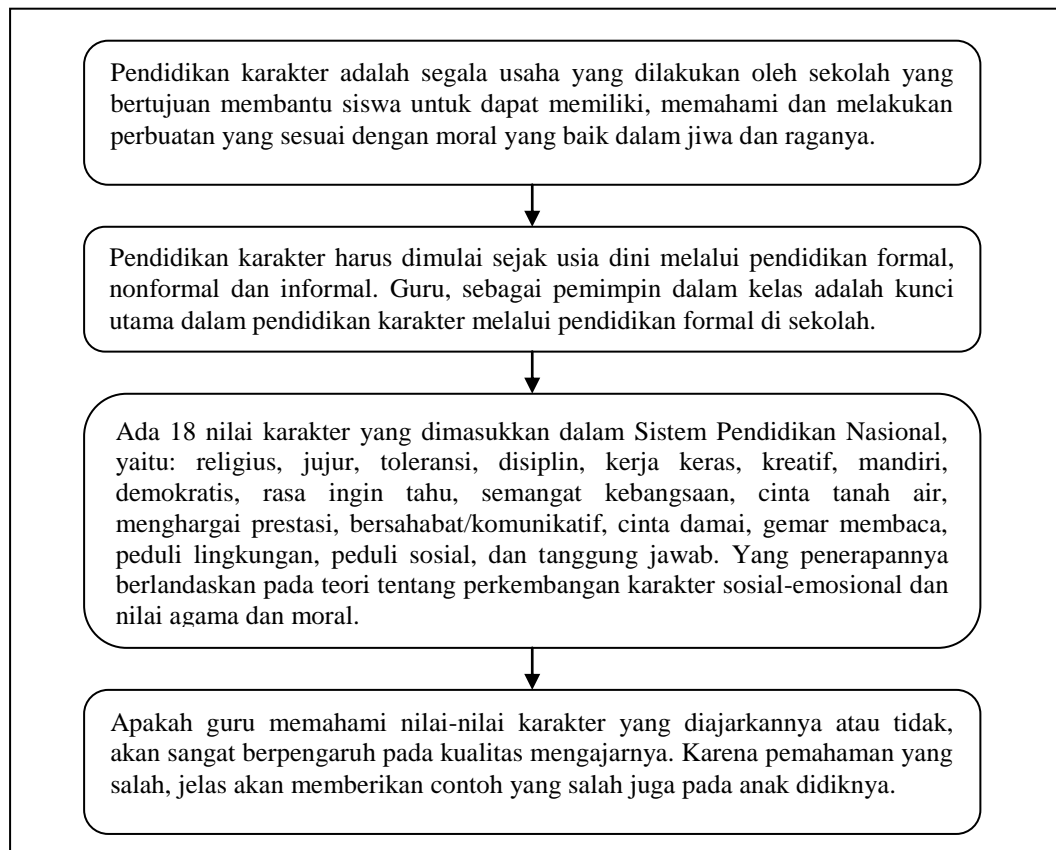 Pendidikan karakter adalah segala usaha yang dilakukan oleh sekolah yang
bertujuan membantu siswa untuk dapat memiliki, memahami dan melakukan
perbuatan yang sesuai dengan moral yang baik dalam jiwa dan raganya.
Pendidikan karakter harus dimulai sejak usia dini melalui pendidikan formal,
nonformal dan informal. Guru, sebagai pemimpin dalam kelas adalah kunci
utama dalam pendidikan karakter melalui pendidikan formal di sekolah.
Ada 18 nilai karakter yang dimasukkan dalam Sistem Pendidikan Nasional,
yaitu: religius, jujur, toleransi, disiplin, kerja keras, kreatif, mandiri,
demokratis, rasa ingin tahu, semangat kebangsaan, cinta tanah air,
menghargai prestasi, bersahabat/komunikatif, cinta damai, gemar membaca,
peduli lingkungan, peduli sosial, dan tanggung jawab. Yang penerapannya
berlandaskan pada teori tentang perkembangan karakter sosial-emosional dan
nilai agama dan moral.
Apakah guru memahami nilai-nilai karakter yang diajarkannya atau tidak,
akan sangat berpengaruh pada kualitas mengajarnya. Karena pemahaman yang
salah, jelas akan memberikan contoh yang salah juga pada anak didiknya.